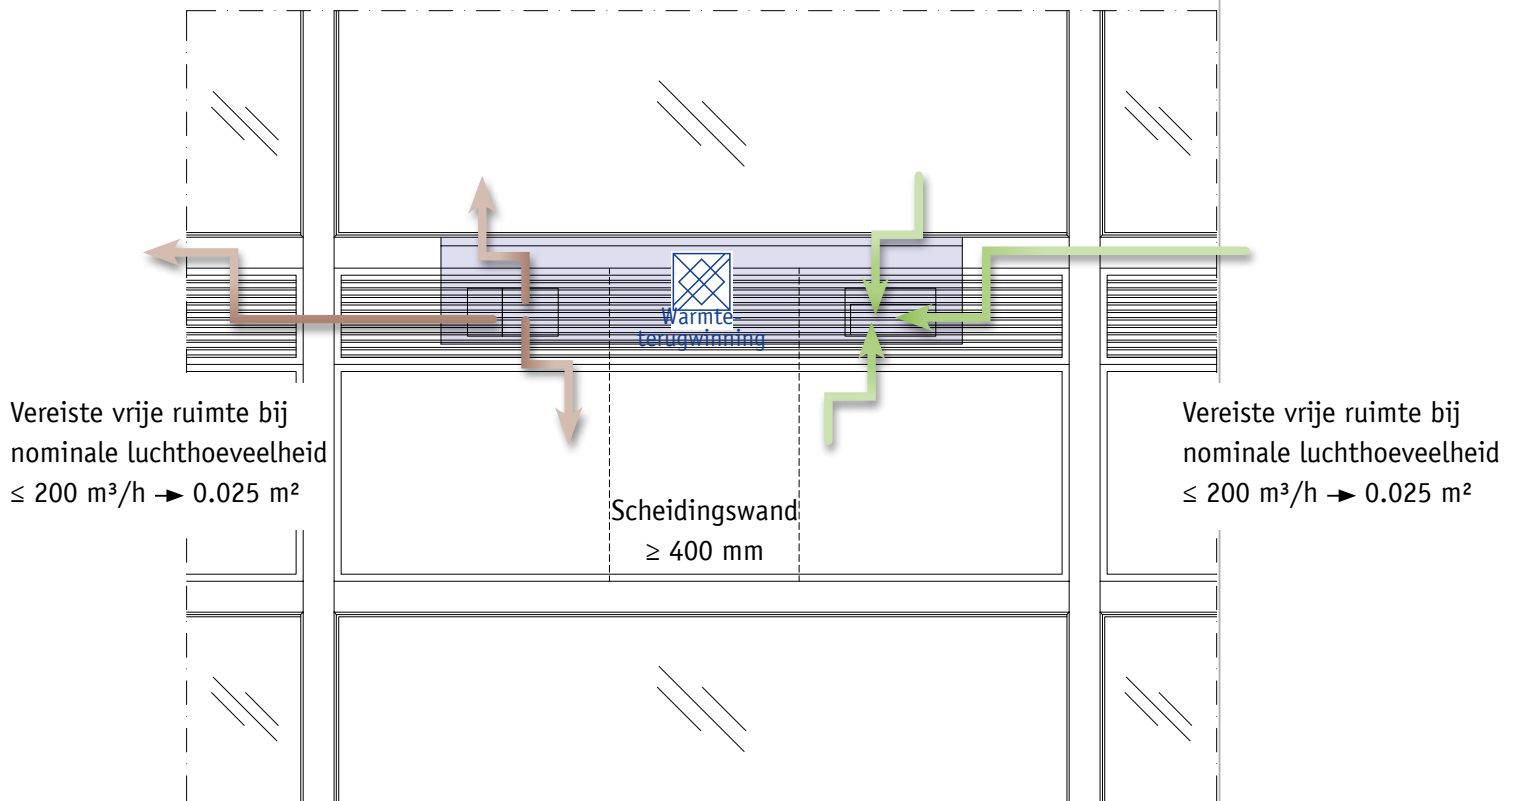 Warmte-
terugwinning
Vereiste vrije ruimte bij
nominale luchthoeveelheid
≤ 200 m³/h → 0.025 m²
Vereiste vrije ruimte bij
nominale luchthoeveelheid
≤ 200 m³/h → 0.025 m²
Scheidingswand
≥ 400 mm